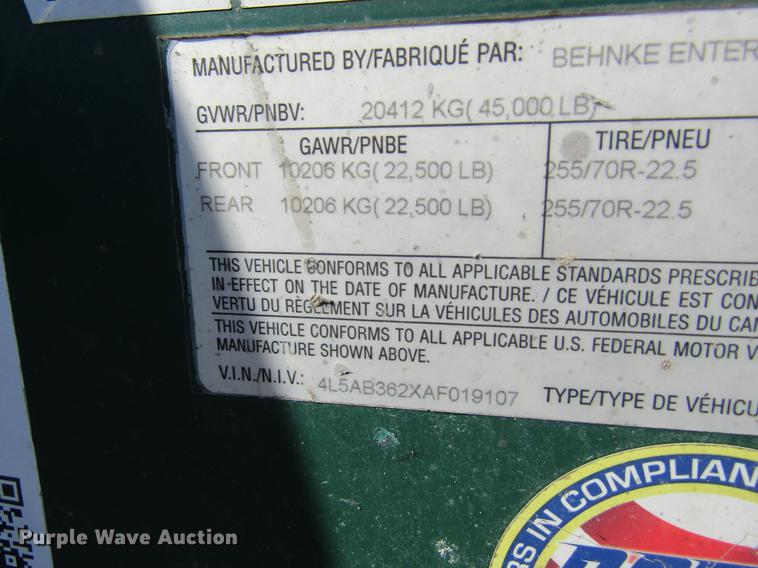 MANUFACTURED BY/FABRIQUÉ PAR: BEHNKE ENTER
GVWR/PNBV: 20412 KG( 45,000 LB)
GAWR/PNBE TIRE/PNEU
FRONT 10206 KG( 22,500 LB) 255/70R-22.5
REAR 10206 KG( 22,500 LB) 255/70R-22.5
THIS VEHICLE CONFORMS TO ALL APPLICABLE STANDARDS PRESCRIB
IN-EFFECT ON THE DATE OF MANUFACTURE. / CE VÉHICULE EST CON
VERTU DU RÈGLEMENT SUR LA VÉHICULES DES AUTOMOBILES DU CAN
THIS VEHICLE CONFORMS TO ALL APPLICABLE U.S. FEDERAL MOTOR V
MANUFACTURE SHOWN ABOVE.
V.I.N./N.I.V.: 4L5AB362XAF019107 TYPE/TYPE DE VÉHICU
RS IN COMPLIAN
Purple Wave Auction